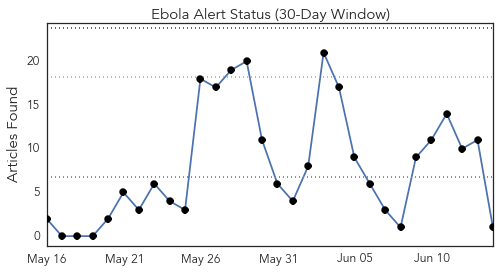 Ebola Alert Status (30-Day Window)
Articles Found
20
15
10
5
0
May 16 May 21 May 26 May 31 Jun 05 Jun 10